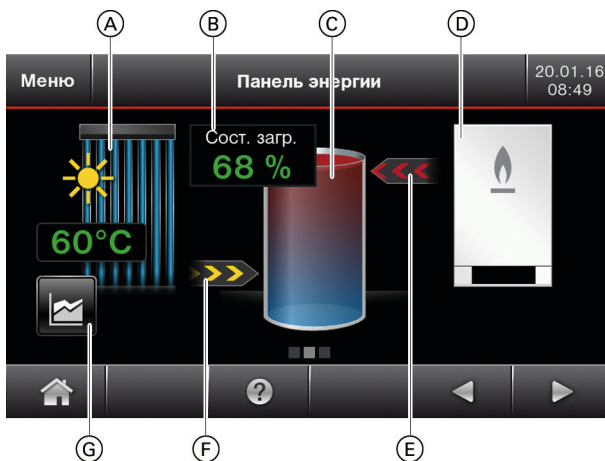 A B C D
Меню
Панель энергии
20.01.16
08:49
Сост. загр.
68 %
60°C
?
G F E